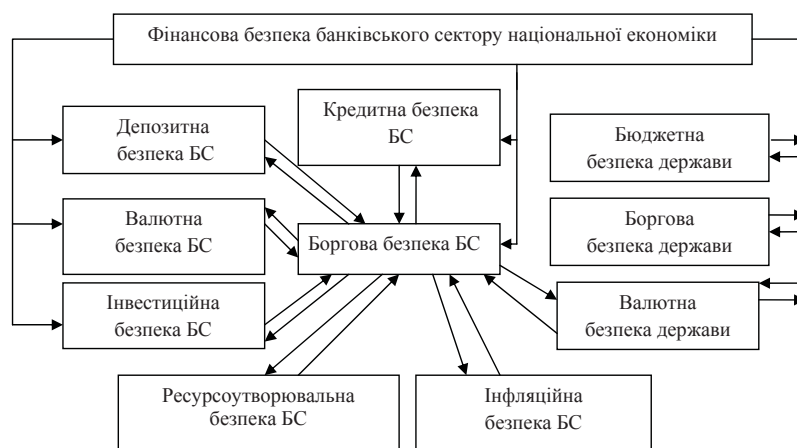 Фінансова безпека банківського сектору національної економіки
Депозитна
безпека БС
Кредитна безпека
БС
Бюджетна
безпека держави
Валютна
безпека БС
Боргова безпека БС
Боргова
безпека держави
Інвестиційна
безпека БС
Валютна
безпека держави
Ресурсоутворювальна
безпека БС
Інфляційна
безпека БС